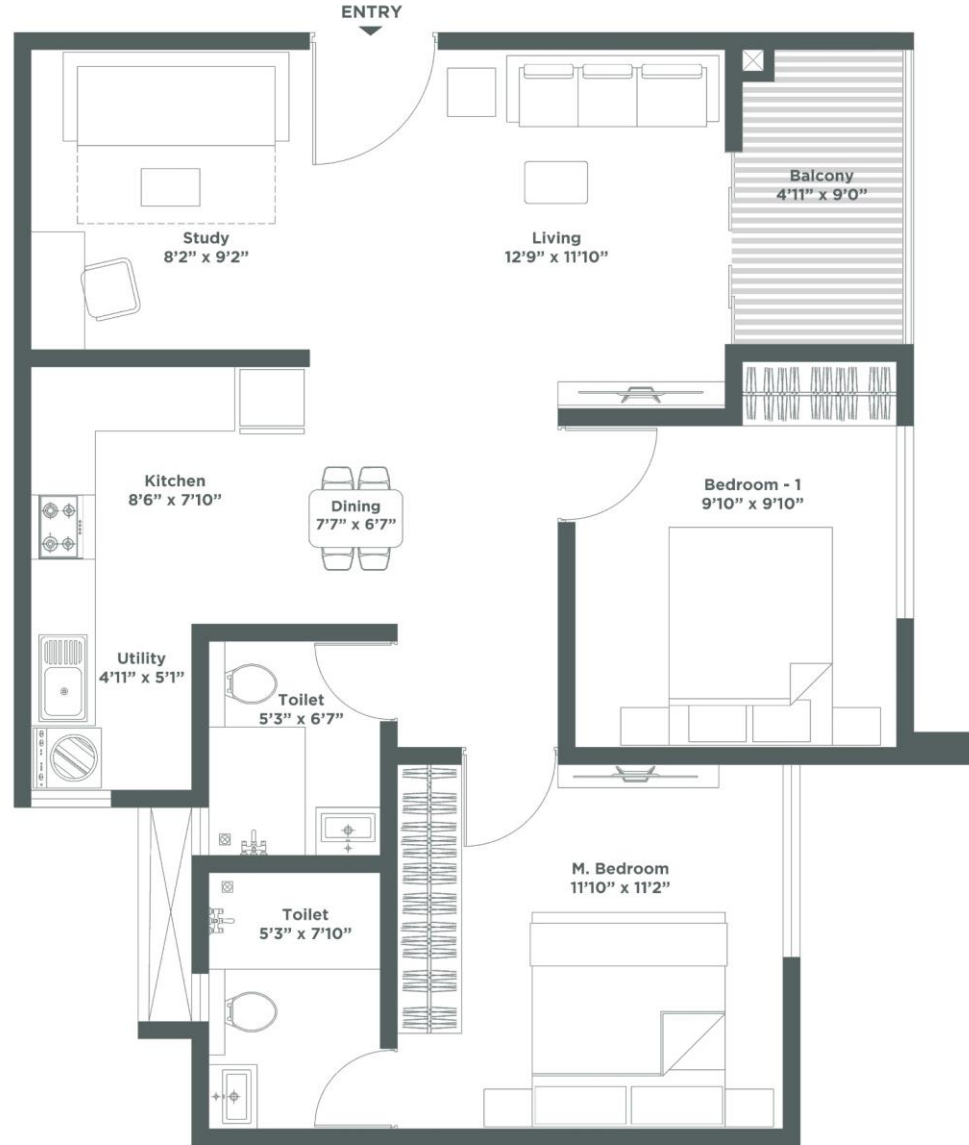 ENTRY
Balcony
4’11” x 9’0”
Study
8’2” x 9’2”
Living
12’9” x 11’10”
Kitchen
8’6” x 7’10”
Dining
7’7” x 6’7”
Bedroom - 1
9’10” x 9’10”
Utility
4’11” x 5’1”
Toilet
5’3” x 6’7”
M. Bedroom
11’10” x 11’2”
Toilet
5’3” x 7’10”